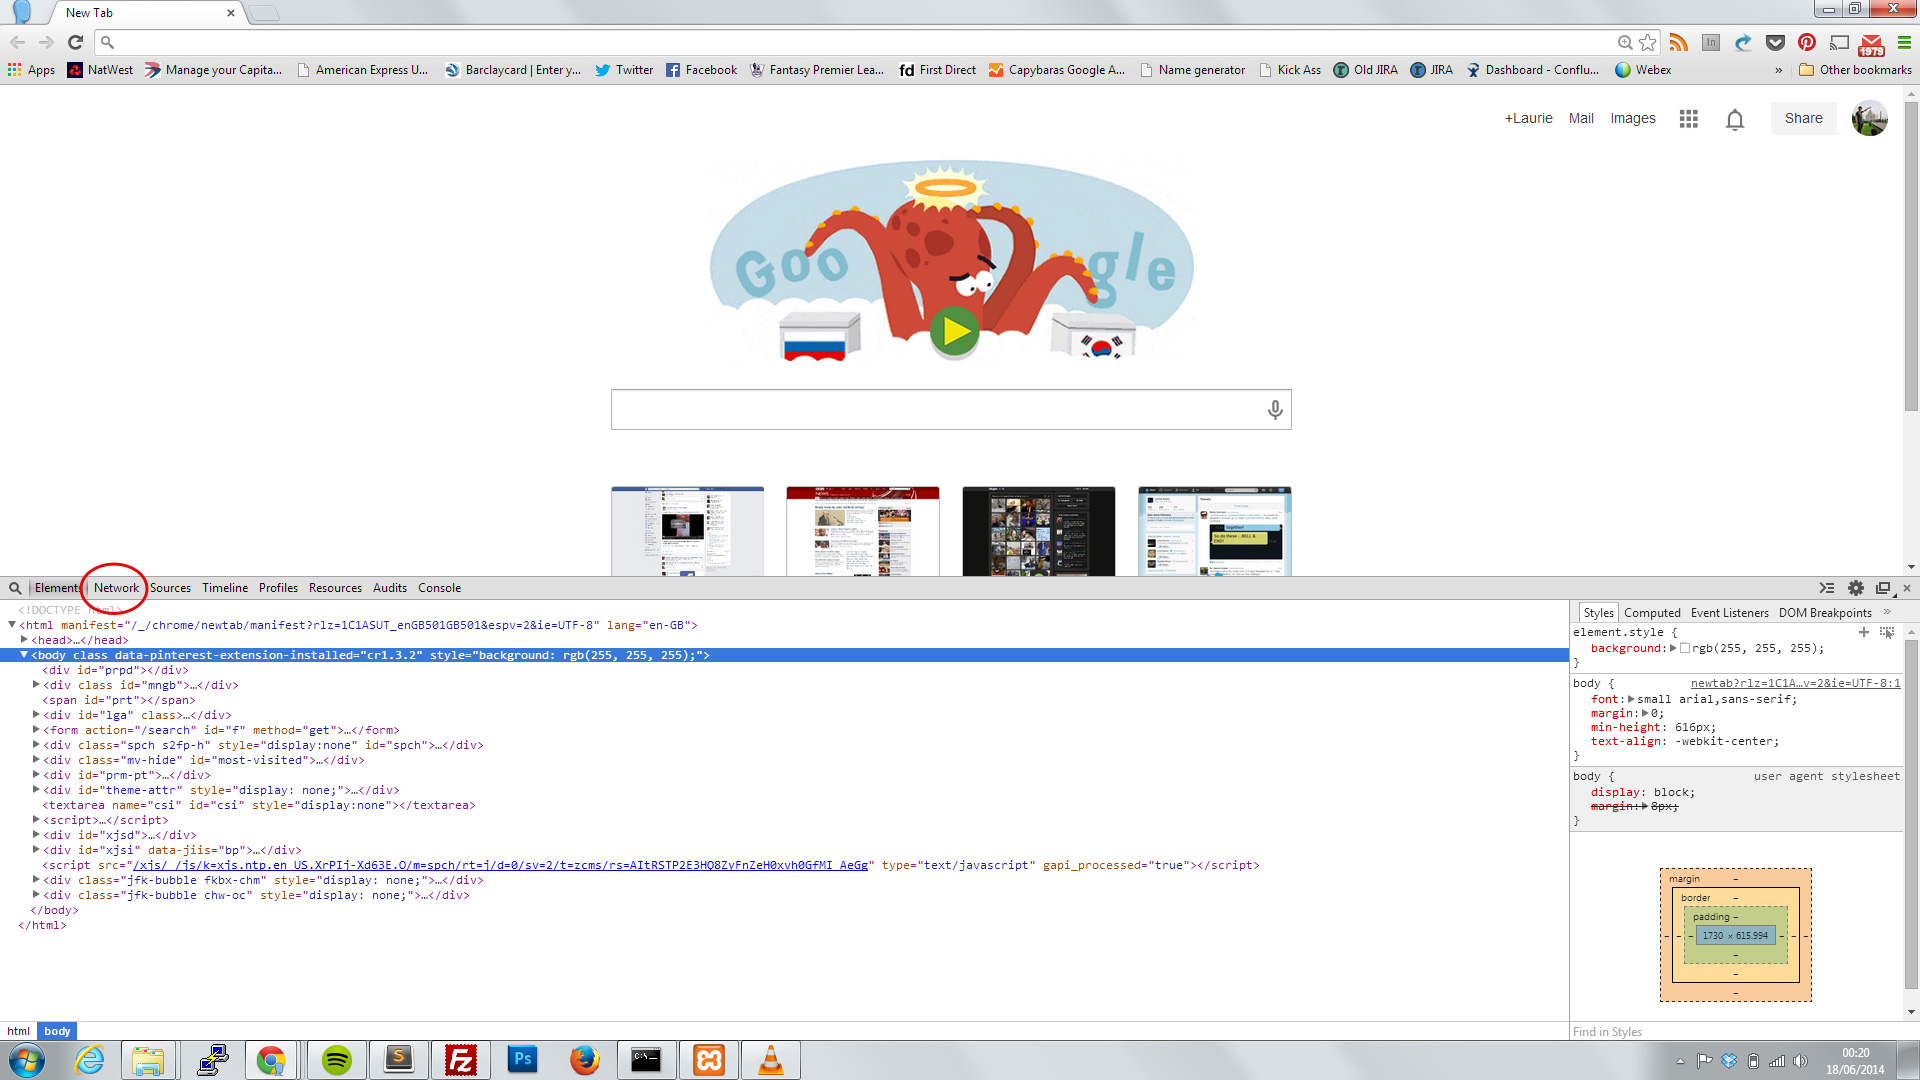 New Tab
In
1979
Apps NatWest Manage your Capita... American Express U... Barclaycard | Enter y... Twitter Facebook Fantasy Premier Lea... fd First Direct Capybaras Google A... Name generator Kick Ass Old JIRA JIRA Dashboard - Conflu... Webex » Other bookmarks
+Laurie Mail Images Share
Goo gle
Elements Network Sources Timeline Profiles Resources Audits Console
<!DOCTYPE html>
<html manifest="/_/chrome/newtab/manifest?rlz=1C1ASUT_enGB501GB501&espv=2&ie=UTF-8" lang="en-GB">
<head>…</head>
<body class data-pinterest-extension-installed="cr1.3.2" style="background: rgb(255, 255, 255);">
<div id="prpd"></div>
<div class id="mngb">…</div>
<span id="prt"></span>
<div id="lga" class>…</div>
<form action="/search" id="f" method="get">…</form>
<div class="spch s2fp-h" style="display:none" id="spch">…</div>
<div class="mv-hide" id="most-visited">…</div>
<div id="prm-pt">…</div>
<div id="theme-attr" style="display: none;">…</div>
<textarea name="csi" id="csi" style="display:none"></textarea>
<script>…</script>
<div id="xjsd">…</div>
<div id="xjsi" data-jiis="bp">…</div>
<script src="/xjs/_/js/k=xjs.ntp.en_US.XrPIj-Xd63E.O/m=spch/rt=j/d=0/sv=2/t=zcms/rs=AItRSTP2E3HQ8ZyFnZeH0xvh0GfMI_AeGg" type="text/javascript" gapi_processed="true"></script>
<div class="jfk-bubble fkbx-chm" style="display: none;">…</div>
<div class="jfk-bubble chw-oc" style="display: none;">…</div>
</body>
</html>
html body
Styles Computed Event Listeners DOM Breakpoints »
element.style {
background: rgb(255, 255, 255);
}
body { newtab?rlz=1C1A…v=2&ie=UTF-8:1
font: small arial,sans-serif;
margin: 0;
min-height: 616px;
text-align: -webkit-center;
}
body { user agent stylesheet
display: block;
margin: 8px;
}
margin –
border –
padding –
– – – 1730 × 615.994 – – –
–
–
–
Find in Styles
Ps
00:20
18/06/2014